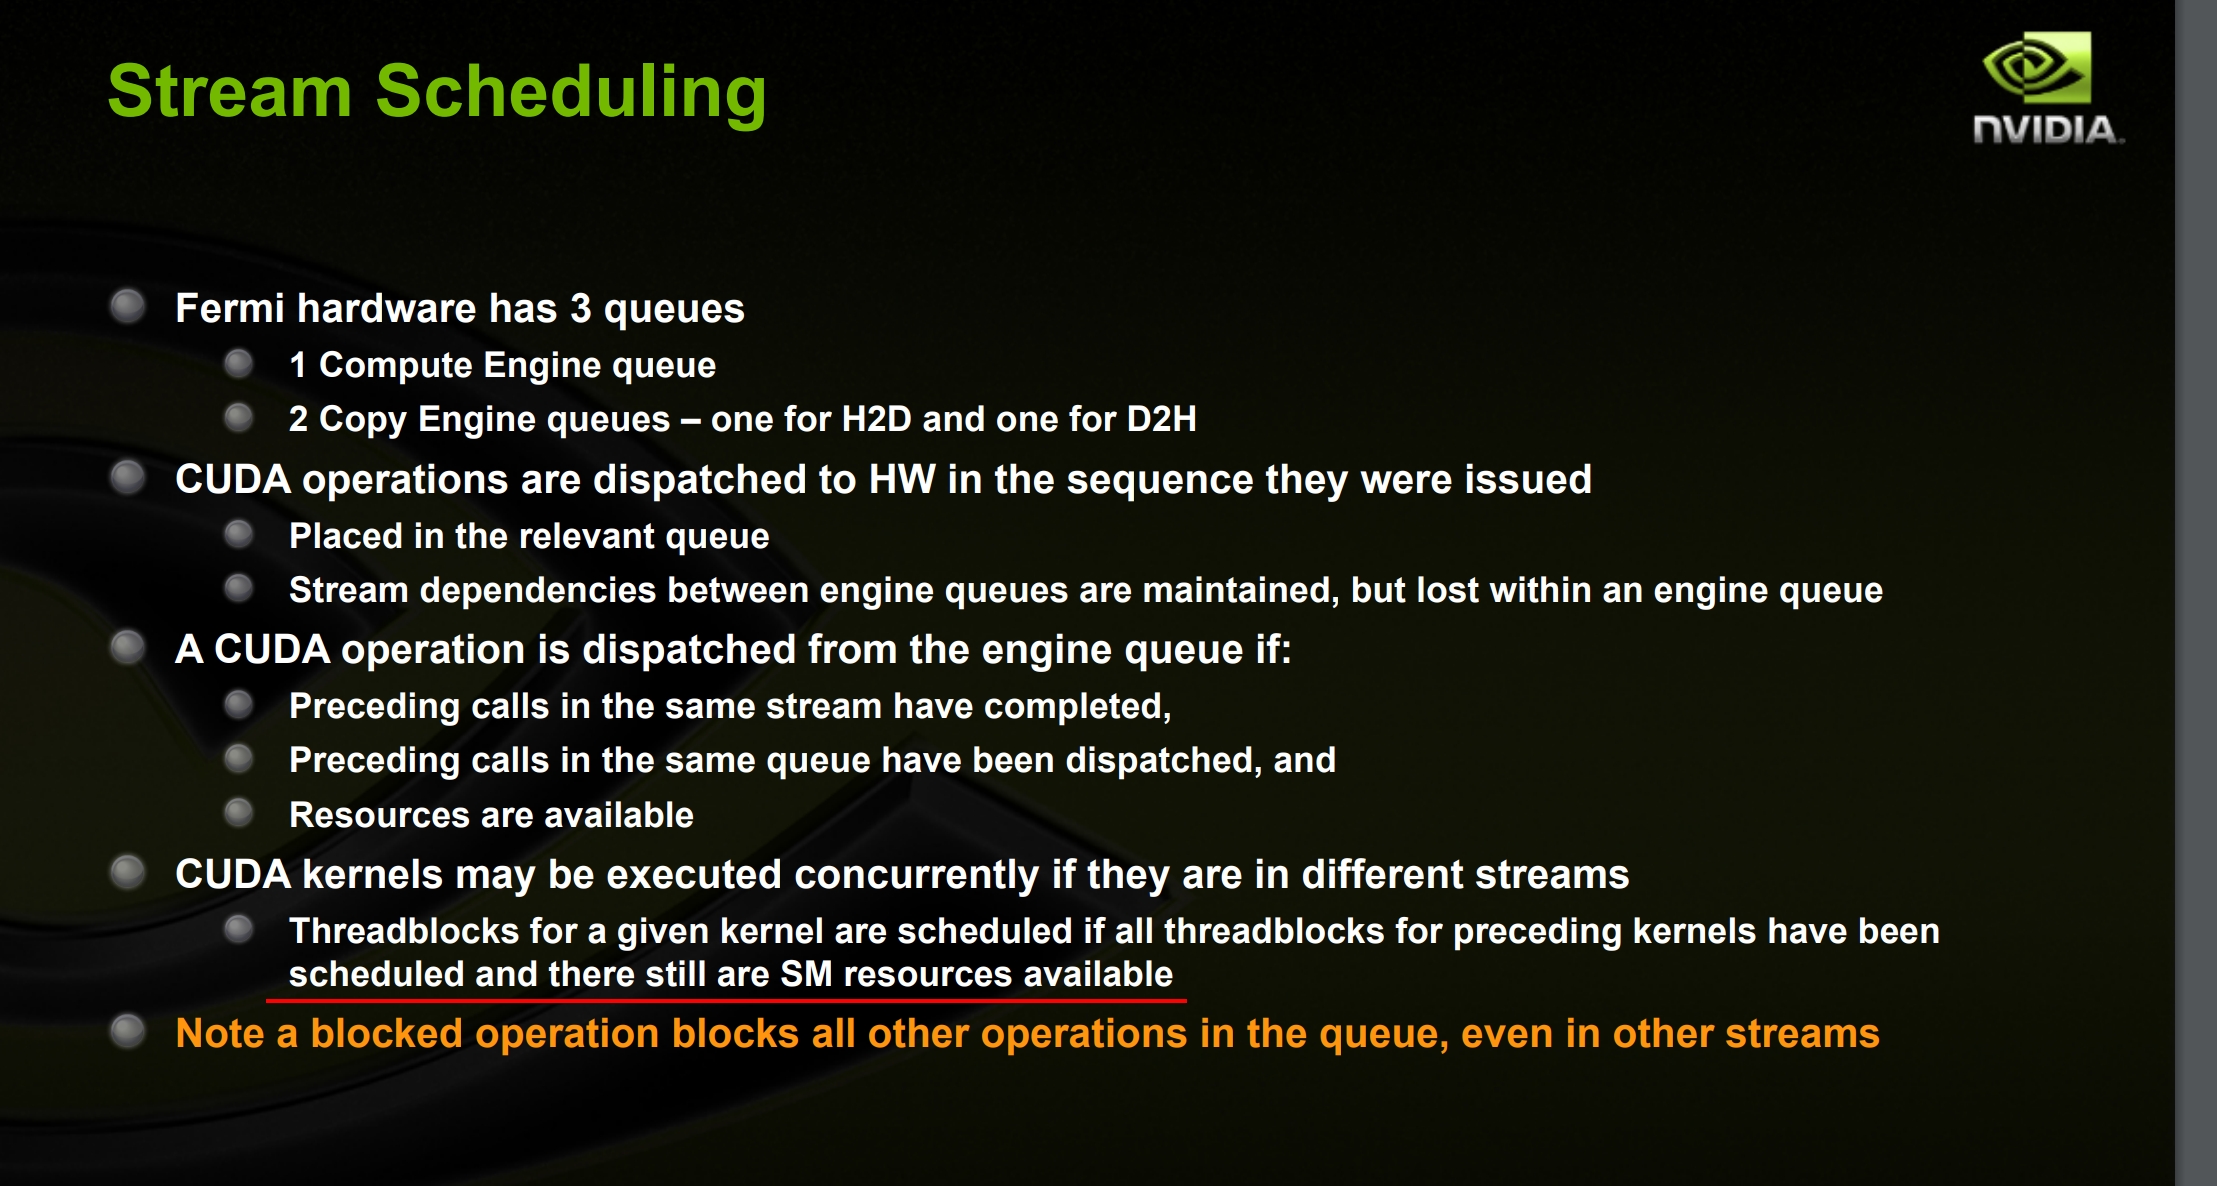 Stream Scheduling
NVIDIA.
Fermi hardware has 3 queues
1 Compute Engine queue
2 Copy Engine queues – one for H2D and one for D2H
CUDA operations are dispatched to HW in the sequence they were issued
Placed in the relevant queue
Stream dependencies between engine queues are maintained, but lost within an engine queue
A CUDA operation is dispatched from the engine queue if:
Preceding calls in the same stream have completed,
Preceding calls in the same queue have been dispatched, and
Resources are available
CUDA kernels may be executed concurrently if they are in different streams
Threadblocks for a given kernel are scheduled if all threadblocks for preceding kernels have been
scheduled and there still are SM resources available
Note a blocked operation blocks all other operations in the queue, even in other streams